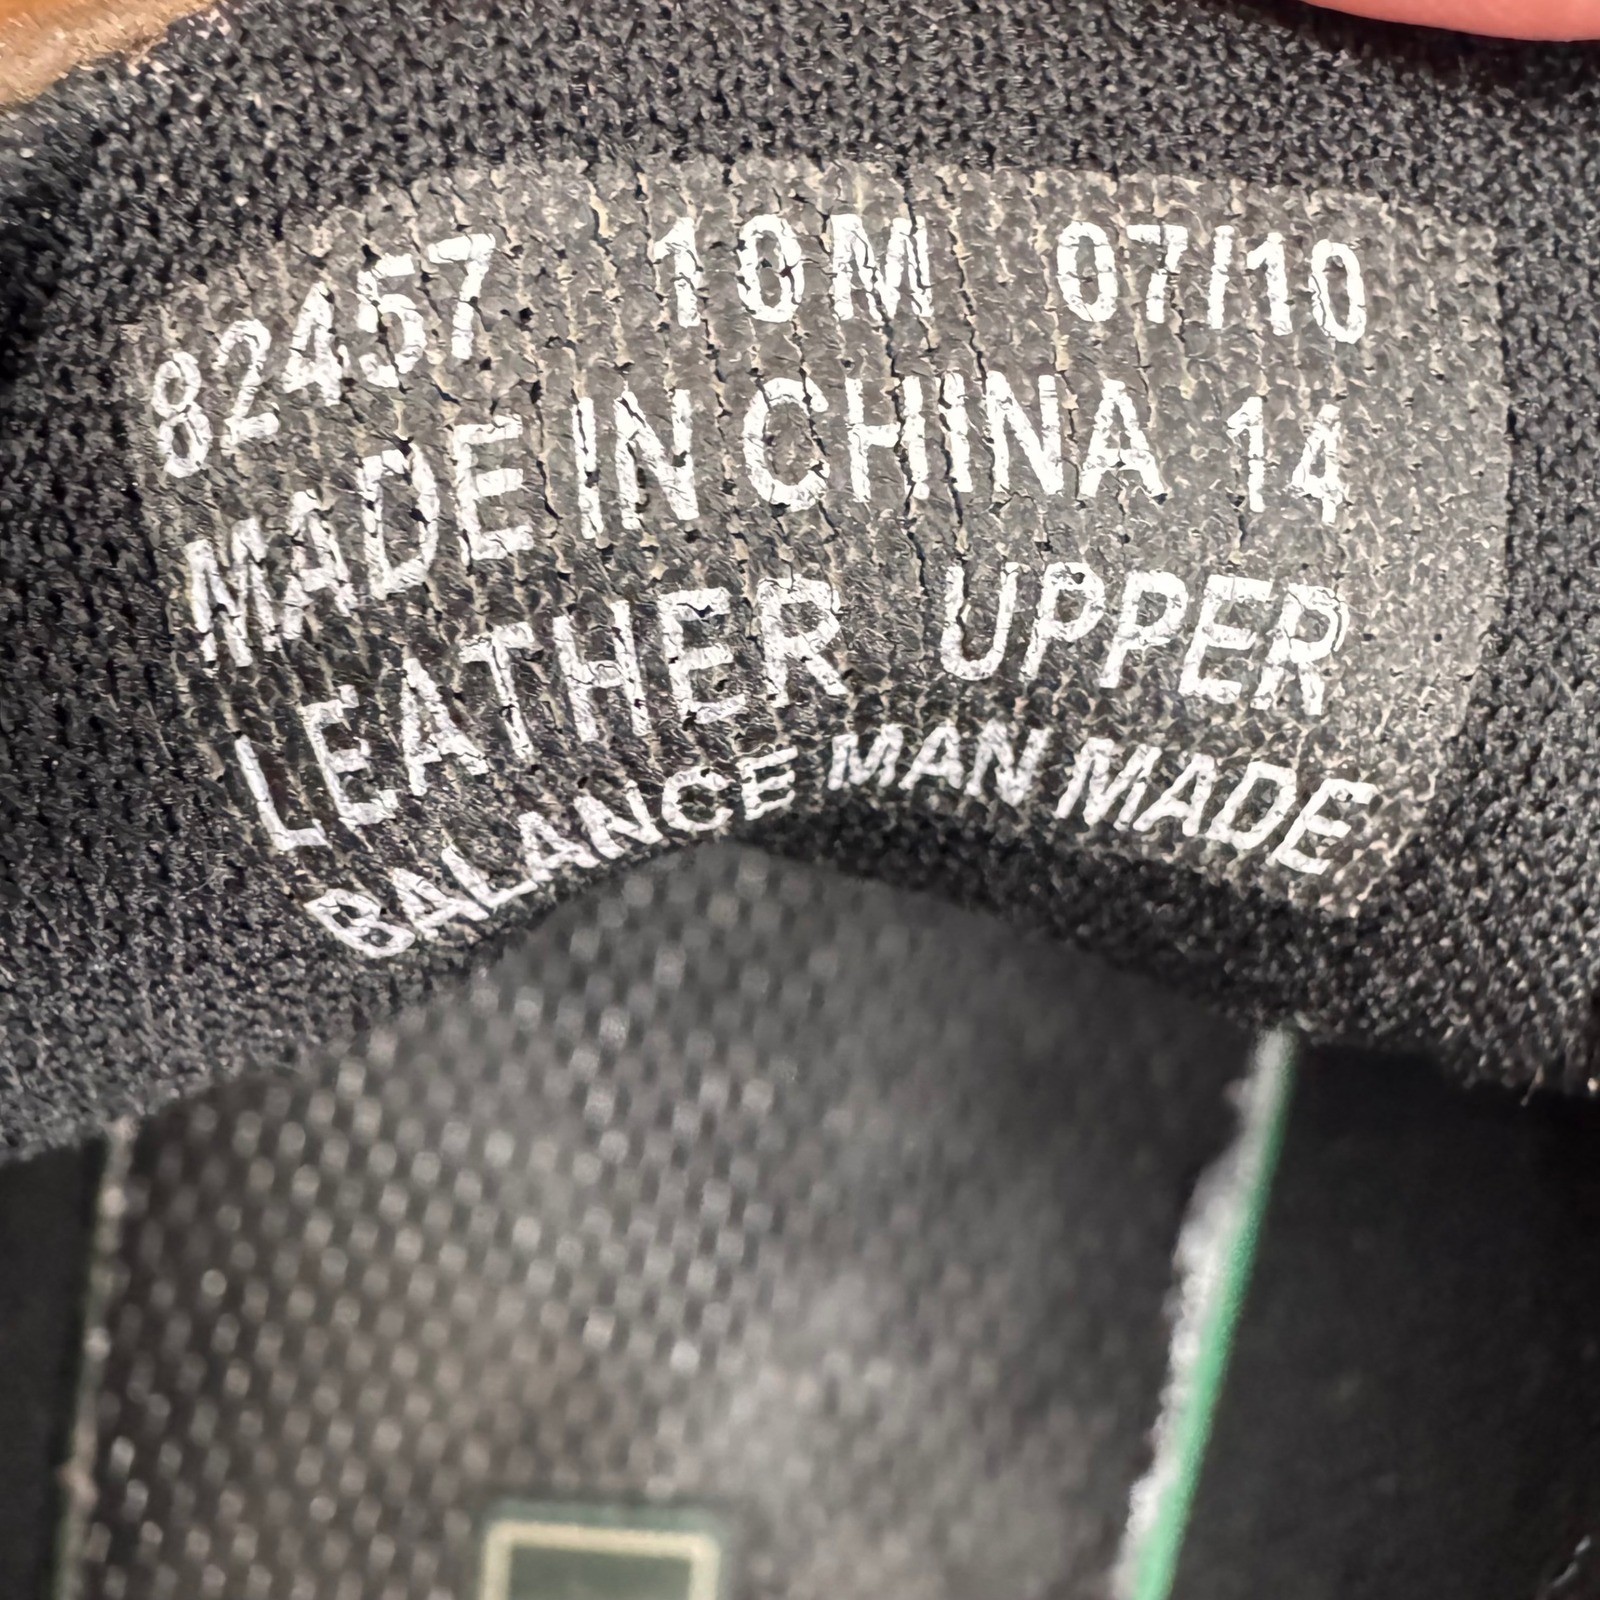 82457 10M 07/10
MADE IN CHINA 14
LEATHER UPPER
BALANCE MAN MADE